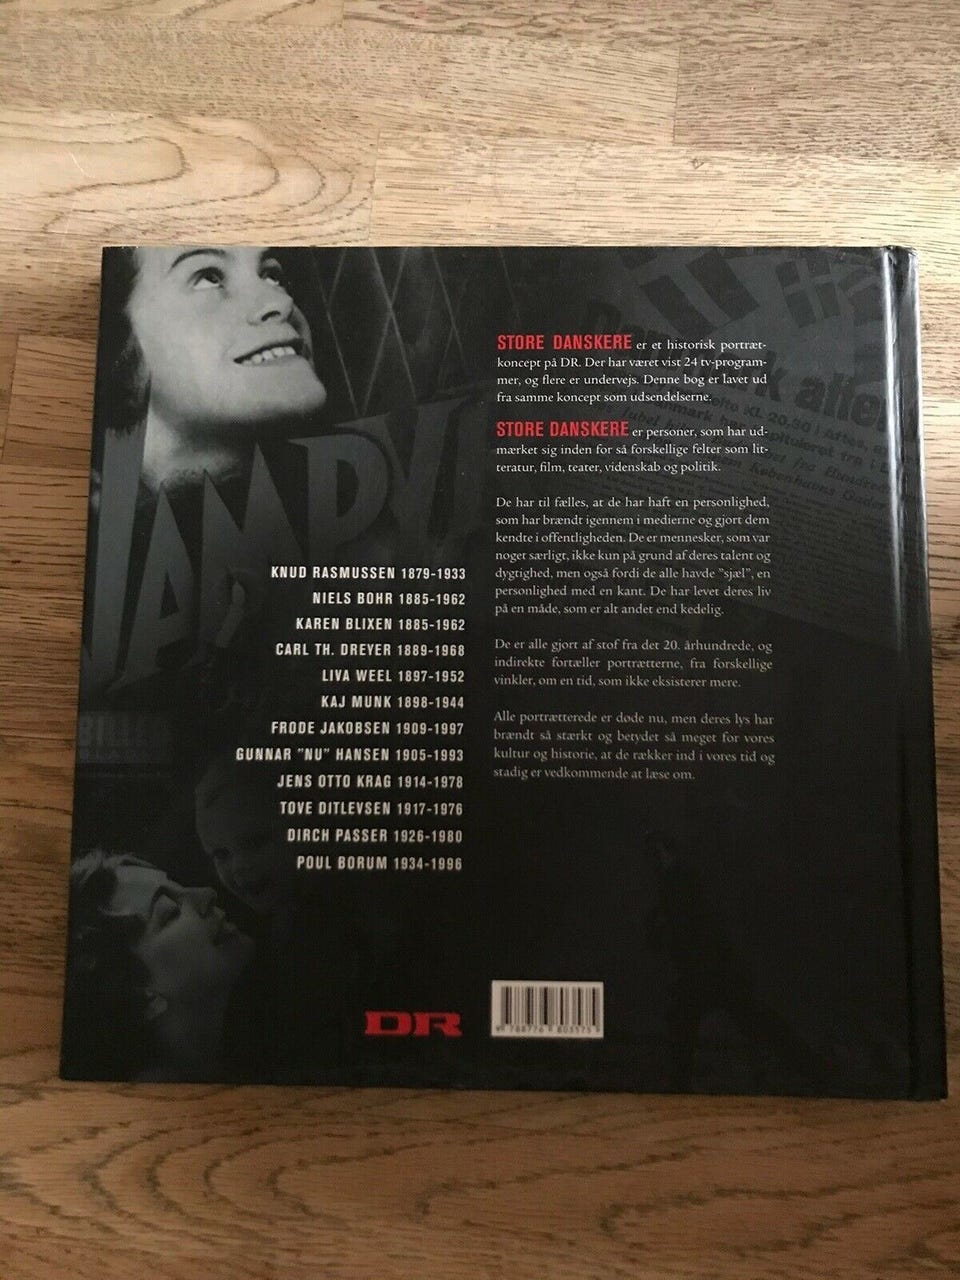 STORE DANSKERE er et historisk portræt-
koncept på DR. Der har været vist 24 tv-program-
mer, og flere er undervejs. Denne bog er lavet ud
fra samme koncept som udsendelserne.
STORE DANSKERE er personer, som har ud-
mærket sig inden for så forskellige felter som lit-
teratur, film, teater, videnskab og politik.
De har til fælles, at de har haft en personlighed,
som har brændt igennem i medierne og gjort dem
kendte i offentligheden. De er mennesker, som var
noget særligt, ikke kun på grund af deres talent og
dygtighed, men også fordi de alle havde "sjæl", en
personlighed med en kant. De har levet deres liv
på en måde, som er alt andet end kedelig.
De er alle gjort af stof fra det 20. århundrede, og
indirekte fortæller portrætterne, fra forskellige
vinkler, om en tid, som ikke eksisterer mere.
Alle portrætterede er døde nu, men deres lys har
brændt så stærkt og betydet så meget for vores
kultur og historie, at de rækker ind i vores tid og
stadig er vedkommende at læse om.
KNUD RASMUSSEN 1879-1933
NIELS BOHR 1885-1962
KAREN BLIXEN 1885-1962
CARL TH. DREYER 1889-1968
LIVA WEEL 1897-1952
KAJ MUNK 1898-1944
FRODE JAKOBSEN 1909-1997
GUNNAR "NU" HANSEN 1905-1993
JENS OTTO KRAG 1914-1978
TOVE DITLEVSEN 1917-1976
DIRCH PASSER 1926-1980
POUL BORUM 1934-1996
VAMPY
BILLE
DR
9 788776 803575